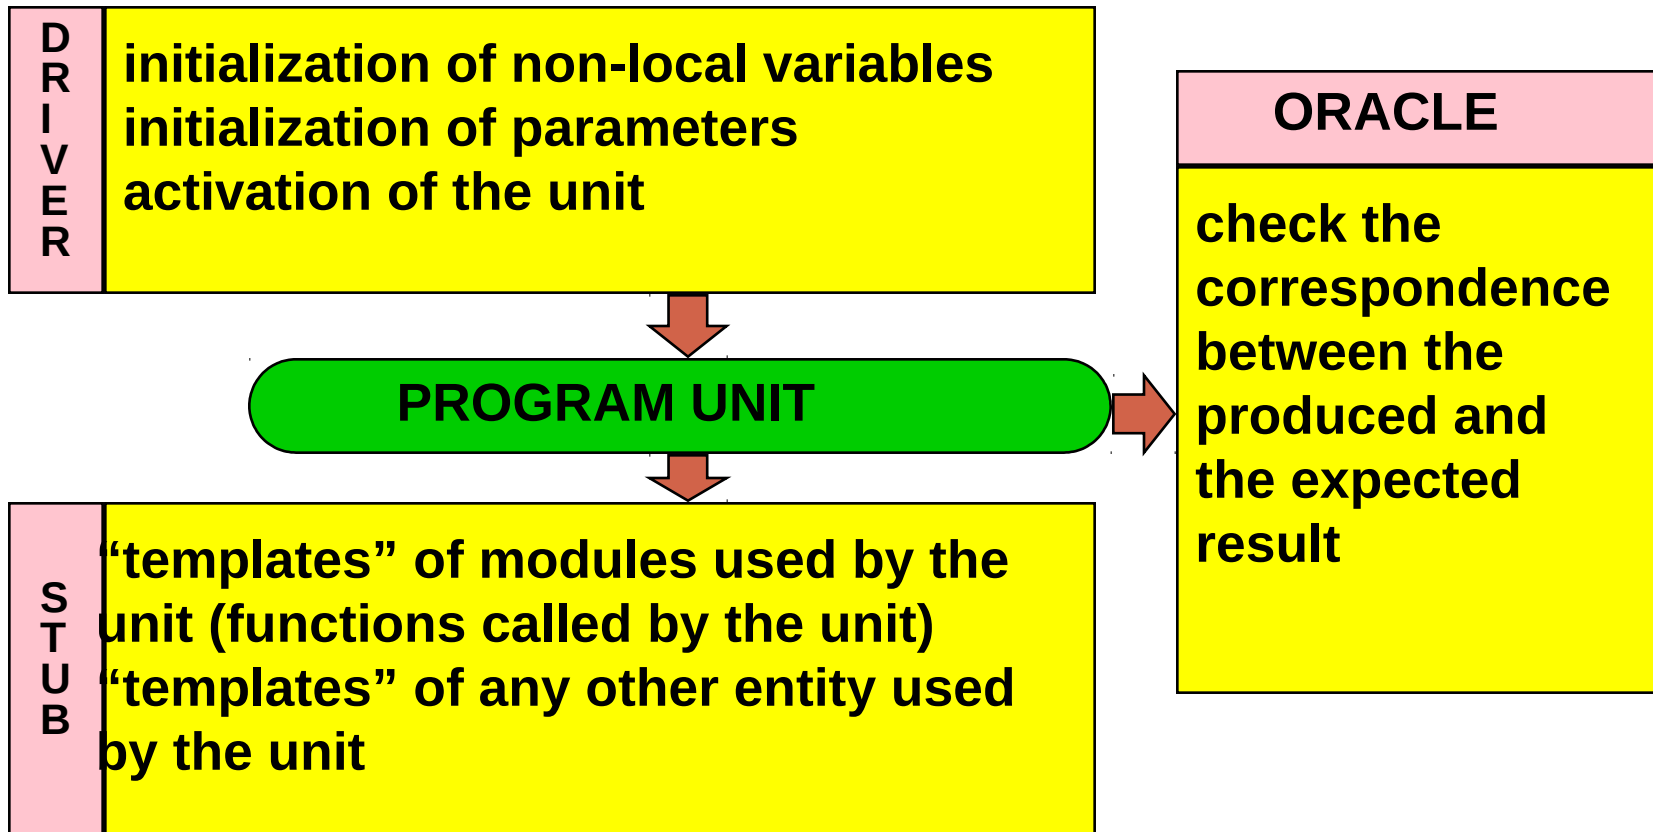 DRIVER
initialization of non-local variables
initialization of parameters
activation of the unit
PROGRAM UNIT
STUB
“templates” of modules used by the
unit (functions called by the unit)
“templates” of any other entity used
by the unit
ORACLE
check the
correspondence
between the
produced and
the expected
result